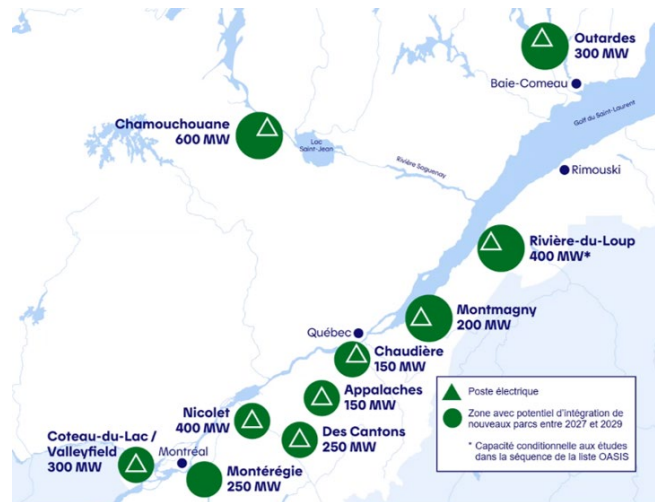 Outardes
300 MW
Baie-Comeau
Golf du Saint-Laurent
Chamouchouane
600 MW
Lac
Saint-Jean
Rivière Saguenay
Rimouski
Rivière-du-Loup
400 MW*
Montmagny
200 MW
Québec
Chaudière
150 MW
Appalaches
150 MW
Nicolet
400 MW
Des Cantons
250 MW
Coteau-du-Lac /
Valleyfield
300 MW
Montréal
Montérégie
250 MW
Poste électrique
Zone avec potentiel d'intégration de
nouveaux parcs entre 2027 et 2029
* Capacité conditionnelle aux études
dans la séquence de la liste OASIS